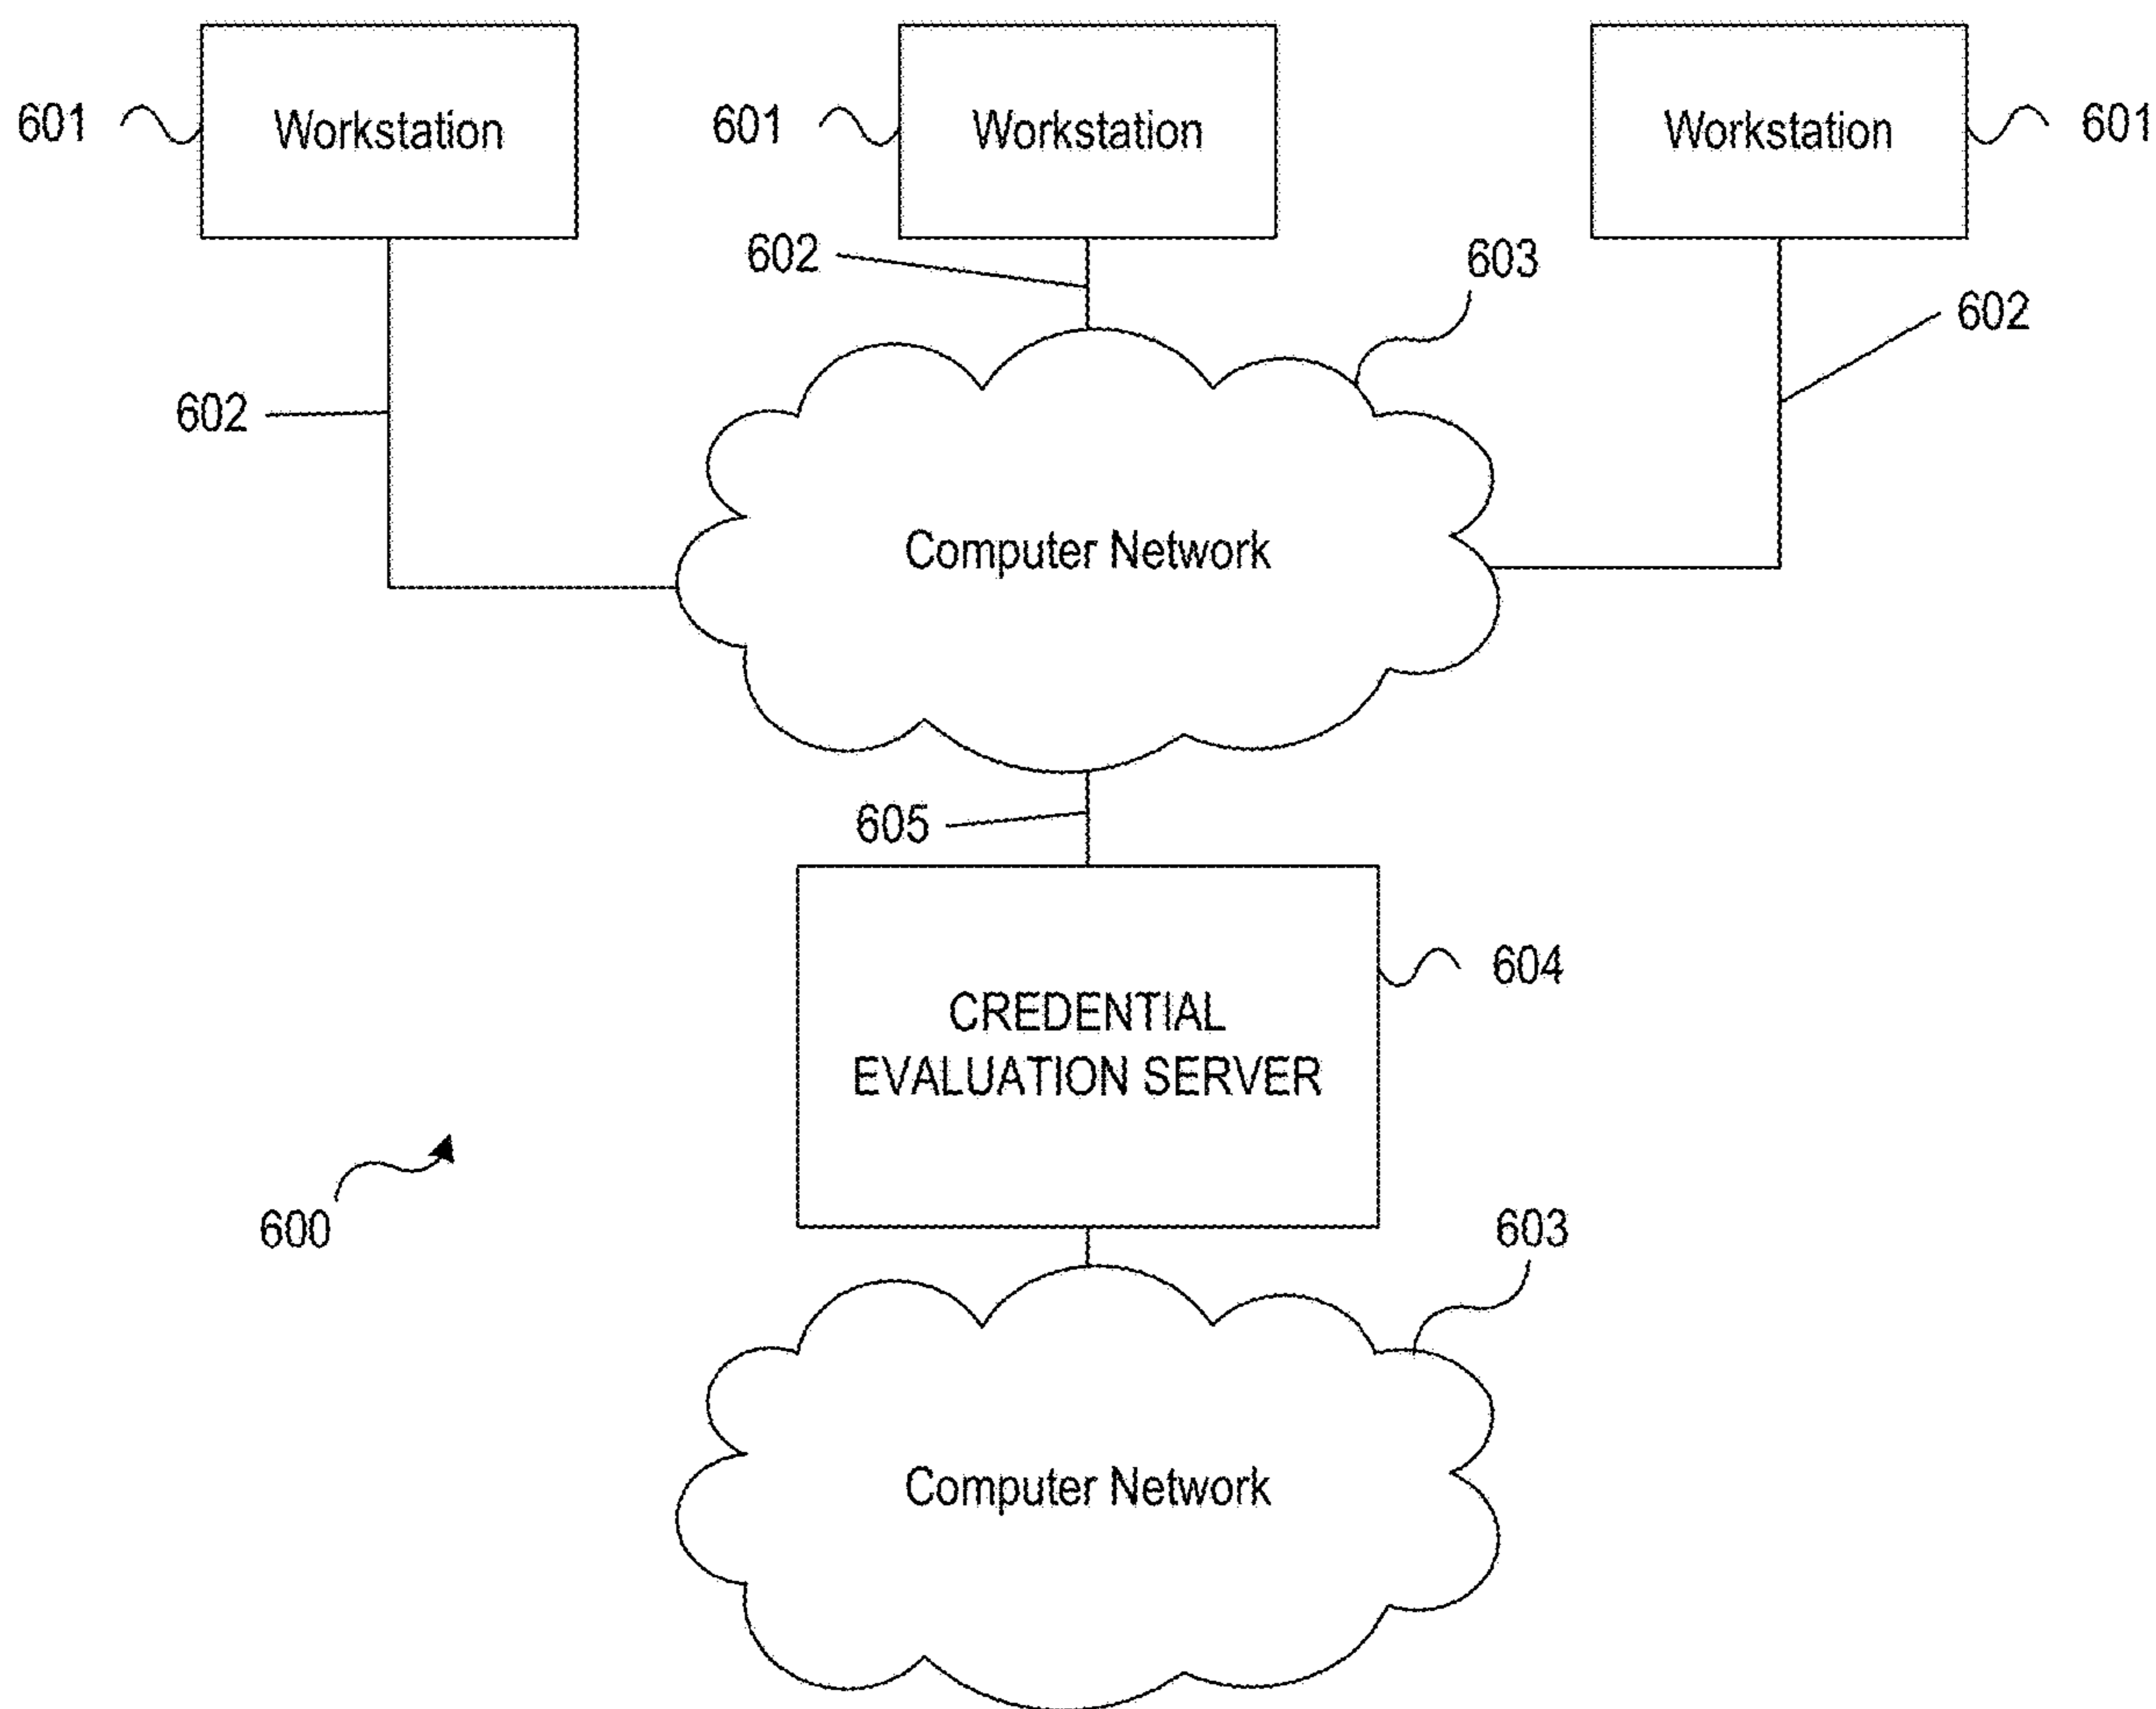 601
Workstation
601
Workstation
Workstation
601
602
603
602
602
Computer Network
605
604
CREDENTIAL
EVALUATION SERVER
600
603
Computer Network